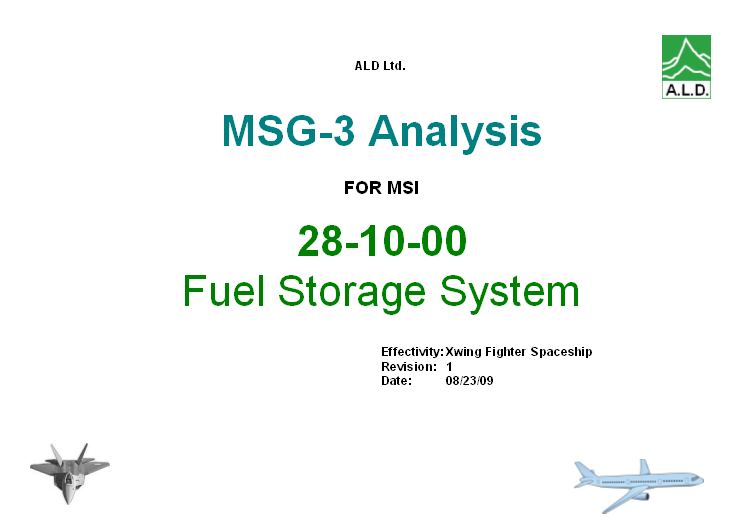 ALD Ltd.
A.L.D.
MSG-3 Analysis
FOR MSI
28-10-00
Fuel Storage System
Effectivity: Xwing Fighter Spaceship
Revision: 1
Date: 08/23/09